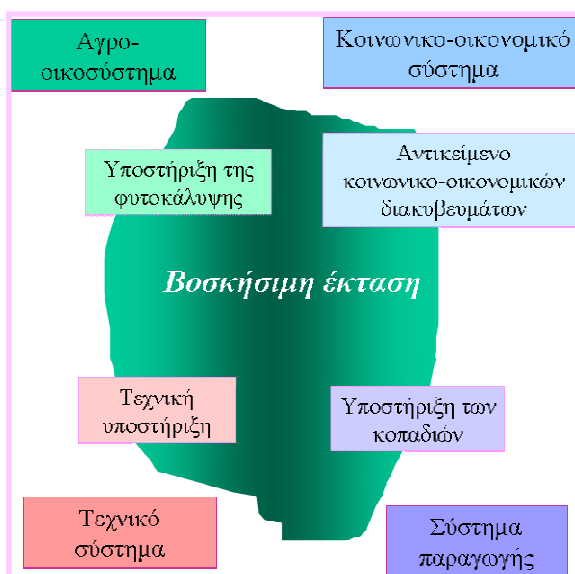 Αγρο-
οικοσύστημα
Κοινωνικο-οικονομικό
σύστημα
Υποστήριξη της
φυτοκάλυψης
Αντικείμενο
κοινωνικο-οικονομικών
διακυβευμάτων
Βοσκήσιμη έκταση
Τεχνική
υποστήριξη
Υποστήριξη των
κοπαδιών
Τεχνικό
σύστημα
Σύστημα
παραγωγής